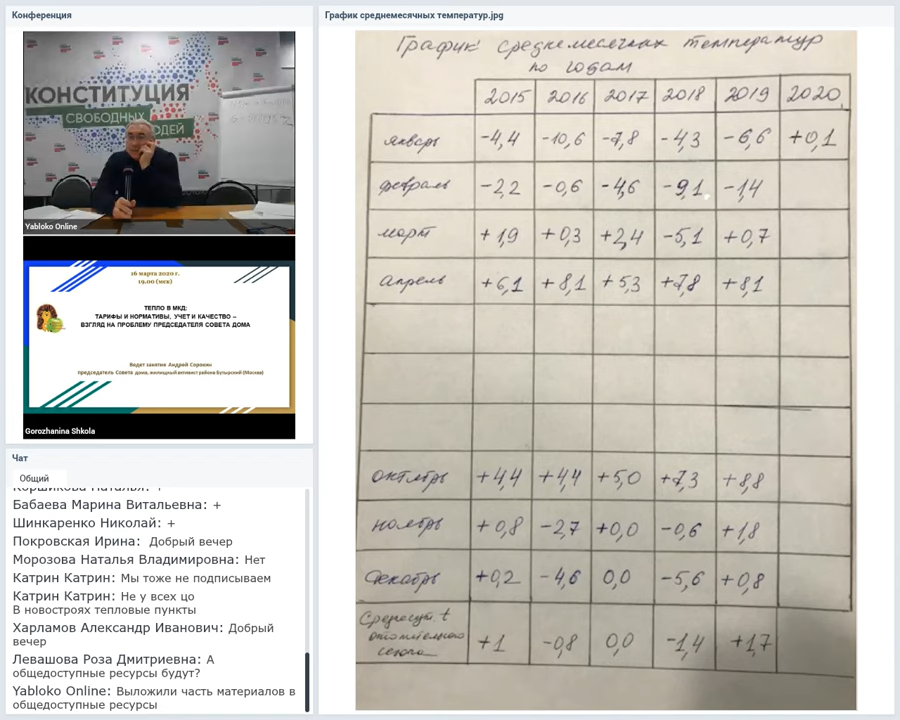 Конференция
КОНСТИТУЦИЯ
СВОБОДНЫХ
ЛЮДЕЙ
Yabloko Online
16 марта 2020 г.
19.00 (мск)
ТЕПЛО В МКД:
ТАРИФЫ И НОРМАТИВЫ, УЧЕТ И КАЧЕСТВО –
ВЗГЛЯД НА ПРОБЛЕМУ ПРЕДСЕДАТЕЛЯ СОВЕТА ДОМА
Ведет занятие Андрей Сорокин
председатель Совета дома, жилищный активист района Бутырский (Москва)
Gorozhanina Shkola
Чат
Общий
Коршикова Наталья: +
Бабаева Марина Витальевна: +
Шинкаренко Николай: +
Покровская Ирина: Добрый вечер
Морозова Наталья Владимировна: Нет
Катрин Катрин: Мы тоже не подписываем
Катрин Катрин: Не у всех цо
В новостроях тепловые пункты
Харламов Александр Иванович: Добрый
вечер
Левашова Роза Дмитриевна: А
общедоступные ресурсы будут?
Yabloko Online: Выложили часть материалов в
общедоступные ресурсы
График среднемесячных температур.jpg
График среднемесячных температур
по годам
2015 2016 2017 2018 2019 2020
январь -4,4 -10,6 -7,8 -4,3 -6,6 +0,1
февраль -2,2 -0,6 -4,6 -9,1 -1,4
март +1,9 +0,3 +2,4 -5,1 +0,7
апрель +6,1 +8,1 +5,3 +7,8 +8,1
октябрь +4,4 +4,4 +5,0 +7,3 +8,8
ноябрь +0,8 -2,7 +0,0 -0,6 +1,8
декабрь +0,2 -4,6 0,0 -5,6 +0,8
Среднесут. t
отопительного
сезона +1 -0,8 0,0 -1,4 +1,7